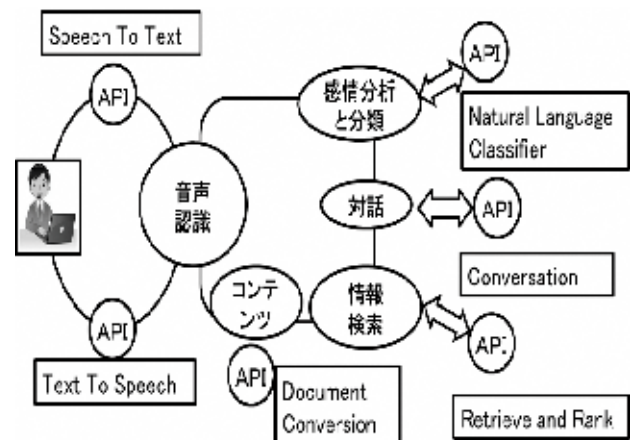 Speech To Text
API
感情分析
と分類
API
Natural Language
Classifier
音声
認識
対話
API
Conversation
コンテ
ンツ
情報
検索
API
API
Text To Speech
API
Document
Conversion
Retrieve and Rank